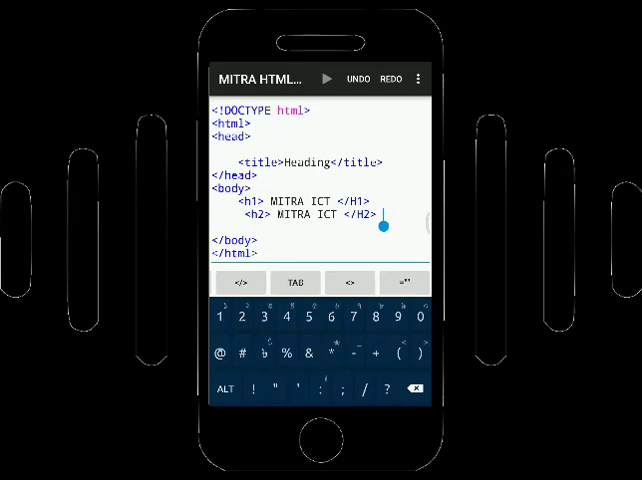 MITRA HTML... UNDO REDO
<!DOCTYPE html>
<html>
<head>
<title>Heading</title>
</head>
<body>
<h1> MITRA ICT </H1>
<h2> MITRA ICT </H2>
</body>
</html>
</> TAB <> =""
1 2 3 4 5 6 7 8 9 0
@ # ৳ % & * - + ( )
ALT ! " ' : ; / ?